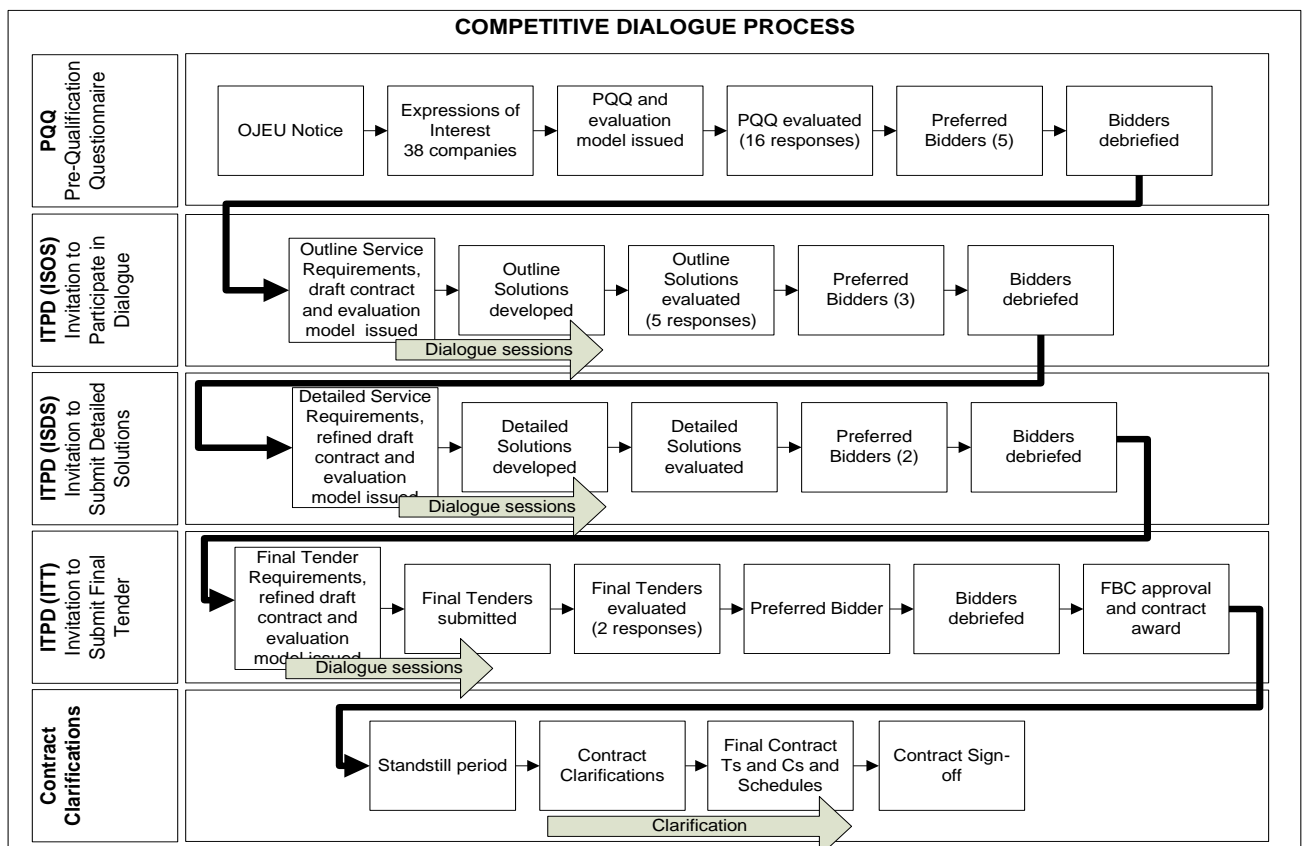 COMPETITIVE DIALOGUE PROCESS
PQQ
Pre-Qualification
Questionnaire
OJEU Notice
Expressions of
Interest
38 companies
PQQ and
evaluation
model issued
PQQ evaluated
(16 responses)
Preferred
Bidders (5)
Bidders
debriefied
ITPD (ISOS)
Invitation to
Participate in
Dialogue
Outline Service
Requirements,
draft contract
and evaluation
model issued
Outline
Solutions
developed
Outline
Solutions
evaluated
(5 responses)
Preferred
Bidders (3)
Bidders
debriefed
Dialogue sessions
ITPD (ISDS)
Invitation to
Submit Detailed
Solutions
Detailed Service
Requirements,
refined draft
contract and
evaluation
model issued
Detailed
Solutions
developed
Detailed
Solutions
evaluated
Preferred
Bidders (2)
Bidders
debriefed
Dialogue sessions
ITPD (ITT)
Invitation to
Submit Final
Tender
Final Tender
Requirements,
refined draft
contract and
evaluation
model issued
Final Tenders
submitted
Final Tenders
evaluated
(2 responses)
Preferred Bidder
Bidders
debriefed
FBC approval
and contract
award
Dialogue sessions
Contract
Clarifications
Standstill period
Contract
Clarifications
Final Contract
Ts and Cs and
Schedules
Contract Sign-
off
Clarification